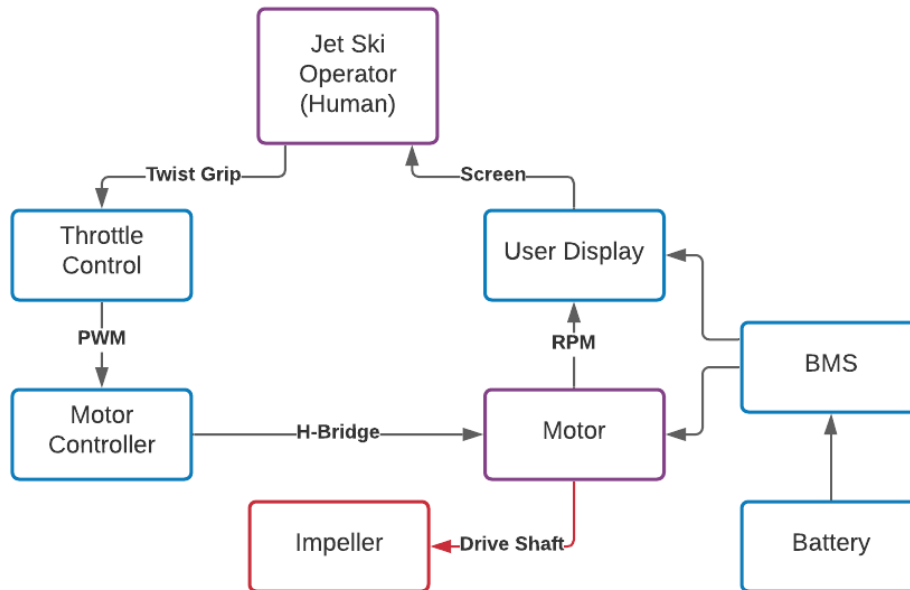 Jet Ski
Operator
(Human)
Twist Grip
Screen
Throttle
Control
User Display
PWM
RPM
BMS
Motor
Controller
H-Bridge
Motor
Impeller
Drive Shaft
Battery